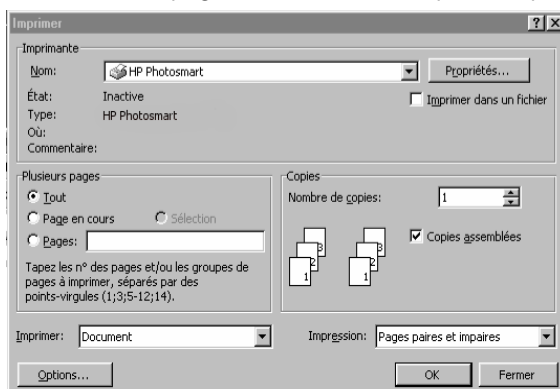 Imprimer
Imprimante
Nom: HP Photosmart Propriétés...
État: Inactive Imprimer dans un fichier
Type: HP Photosmart
Où:
Commentaire:
Plusieurs pages
Tout
Page en cours Sélection
Pages:
Tapez les n° des pages et/ou les groupes de
pages à imprimer, séparés par des
points-virgules (1;3;5-12;14).
Copies
Nombre de copies: 1
Copies assemblées
1 2 3 1 2 3
Imprimer: Document Impression: Pages paires et impaires
Options... OK Fermer